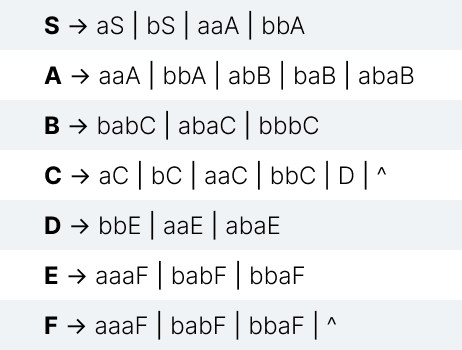 S → aS | bS | aaA | bbA
A → aaA | bbA | abB | baB | abaB
B → babC | abaC | bbbC
C → aC | bC | aaC | bbC | D | ^
D → bbE | aaE | abaE
E → aaaF | babF | bbaF
F → aaaF | babF | bbaF | ^